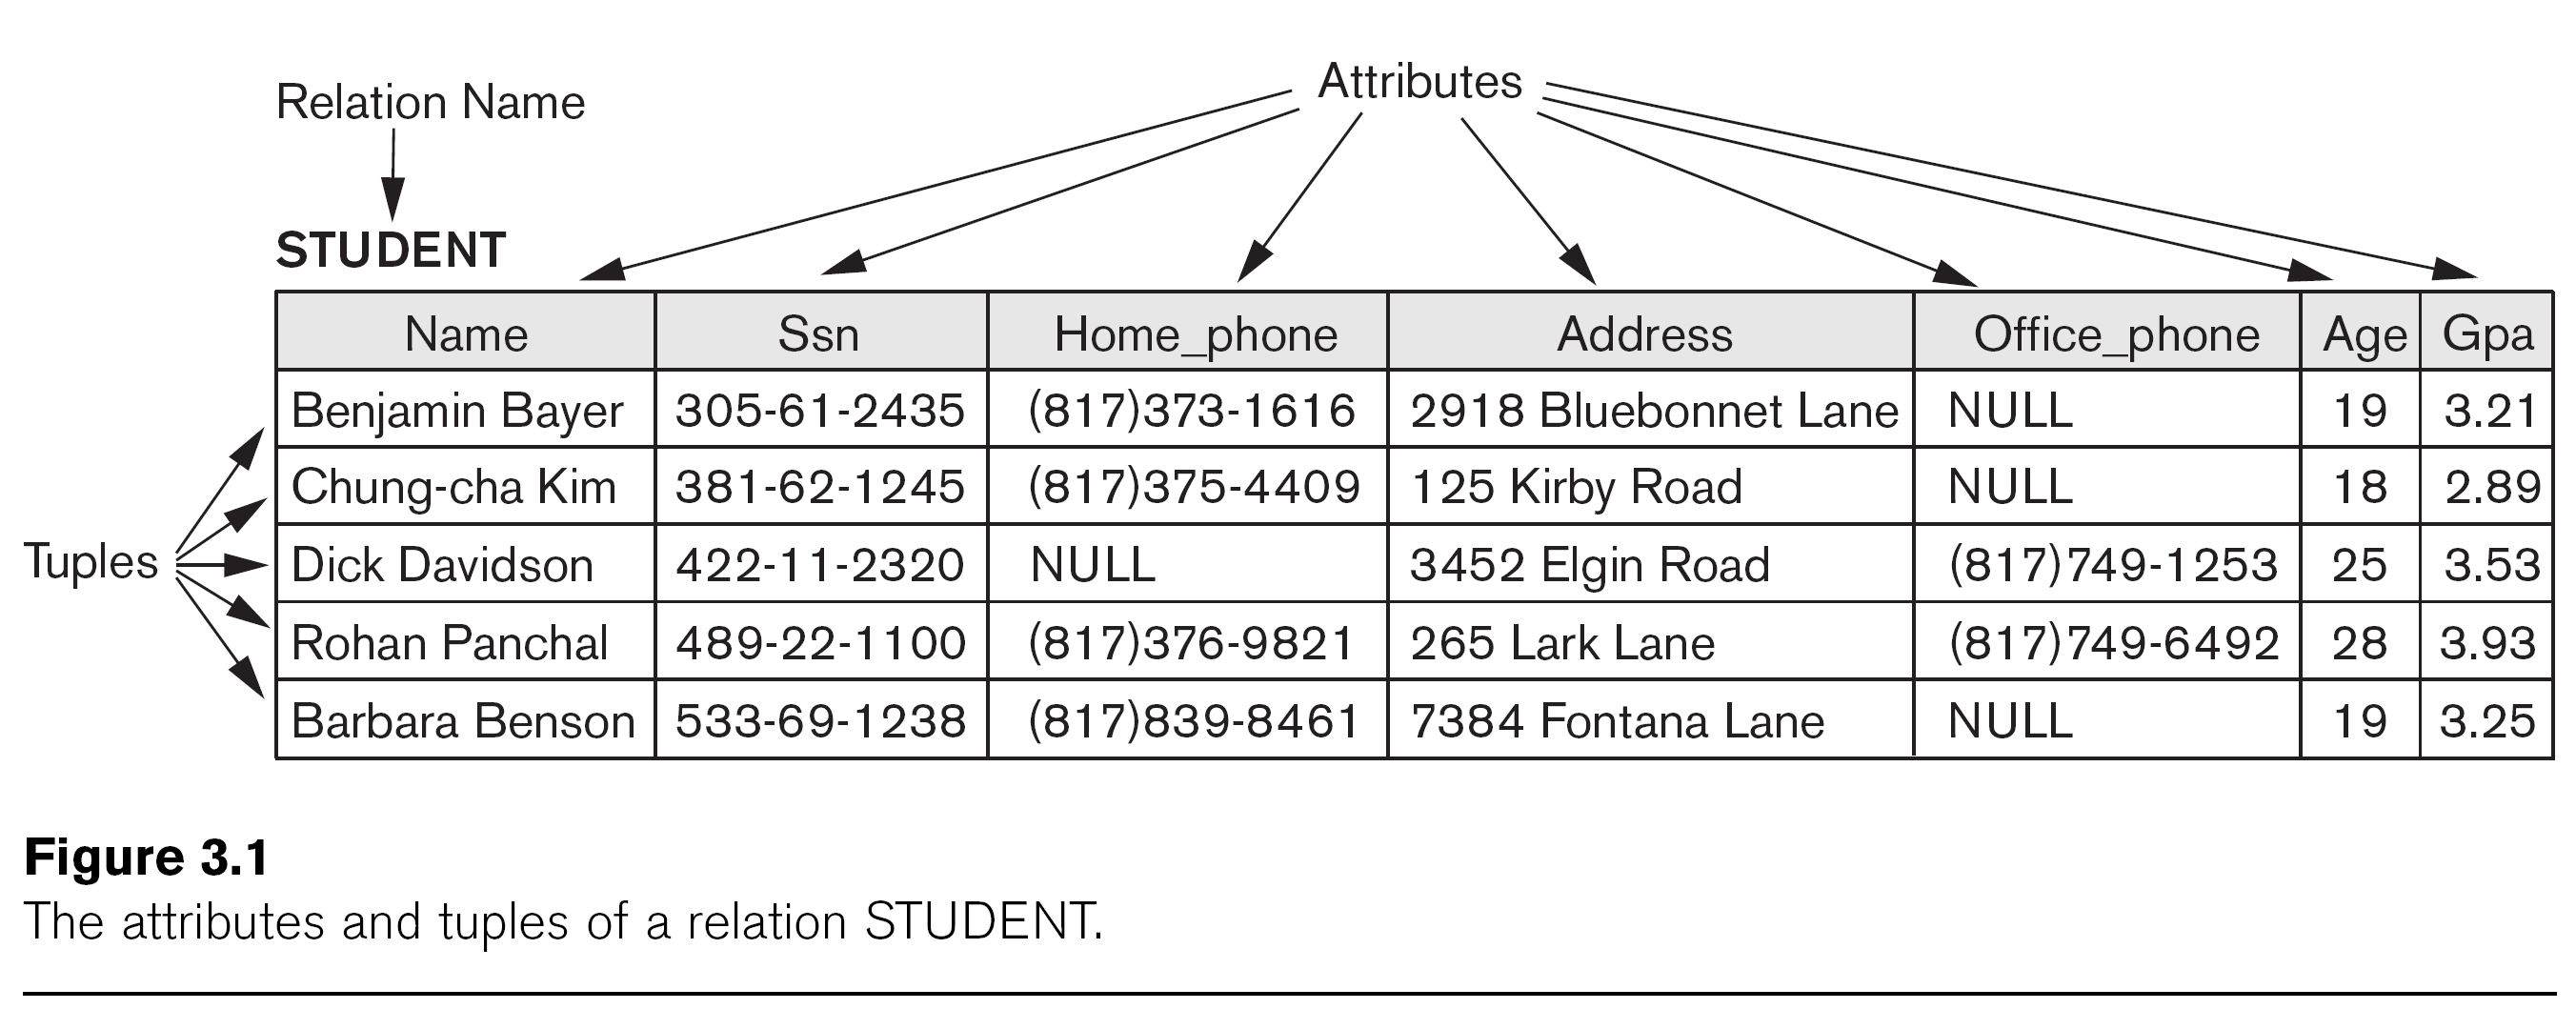 Attributes
Relation Name
STUDENT
Name Ssn Home_phone Address Office_phone Age Gpa
Benjamin Bayer 305-61-2435 (817)373-1616 2918 Bluebonnet Lane NULL 19 3.21
Chung-cha Kim 381-62-1245 (817)375-4409 125 Kirby Road NULL 18 2.89
Tuples
Dick Davidson 422-11-2320 NULL 3452 Elgin Road (817)749-1253 25 3.53
Rohan Panchal 489-22-1100 (817)376-9821 265 Lark Lane (817)749-6492 28 3.93
Barbara Benson 533-69-1238 (817)839-8461 7384 Fontana Lane NULL 19 3.25
Figure 3.1
The attributes and tuples of a relation STUDENT.